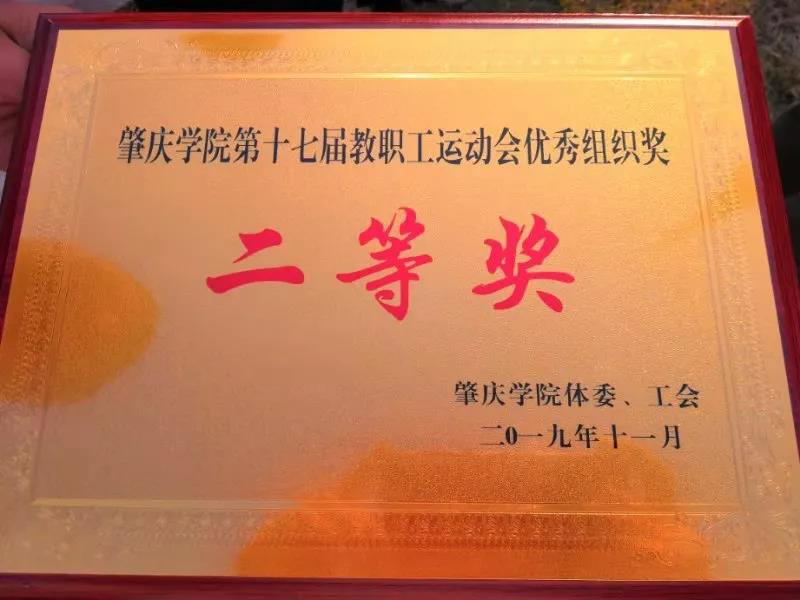 肇庆学院第十七届教职工运动会优秀组织奖
二等奖
肇庆学院体委、工会
二0一九年十一月